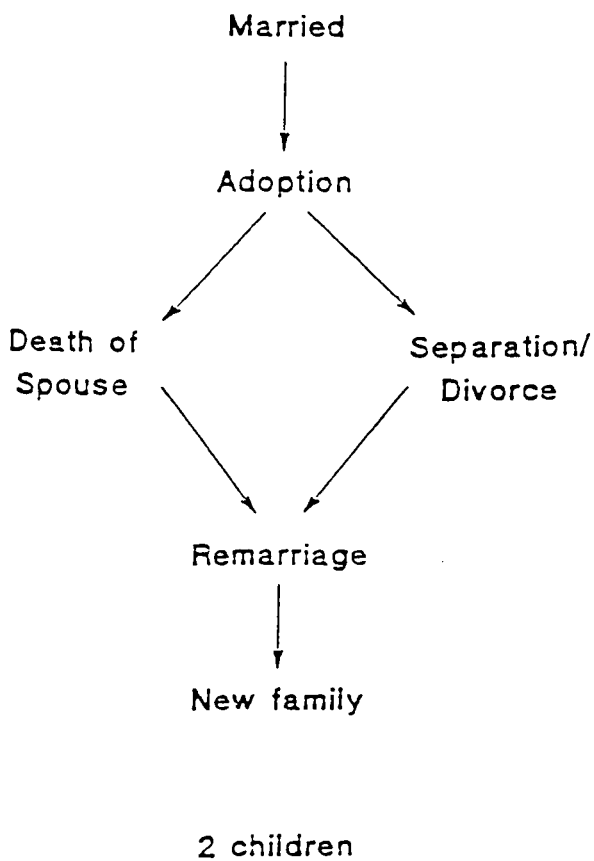 Married
Adoption
Death of
Spouse
Separation/
Divorce
Remarriage
New family
2 children